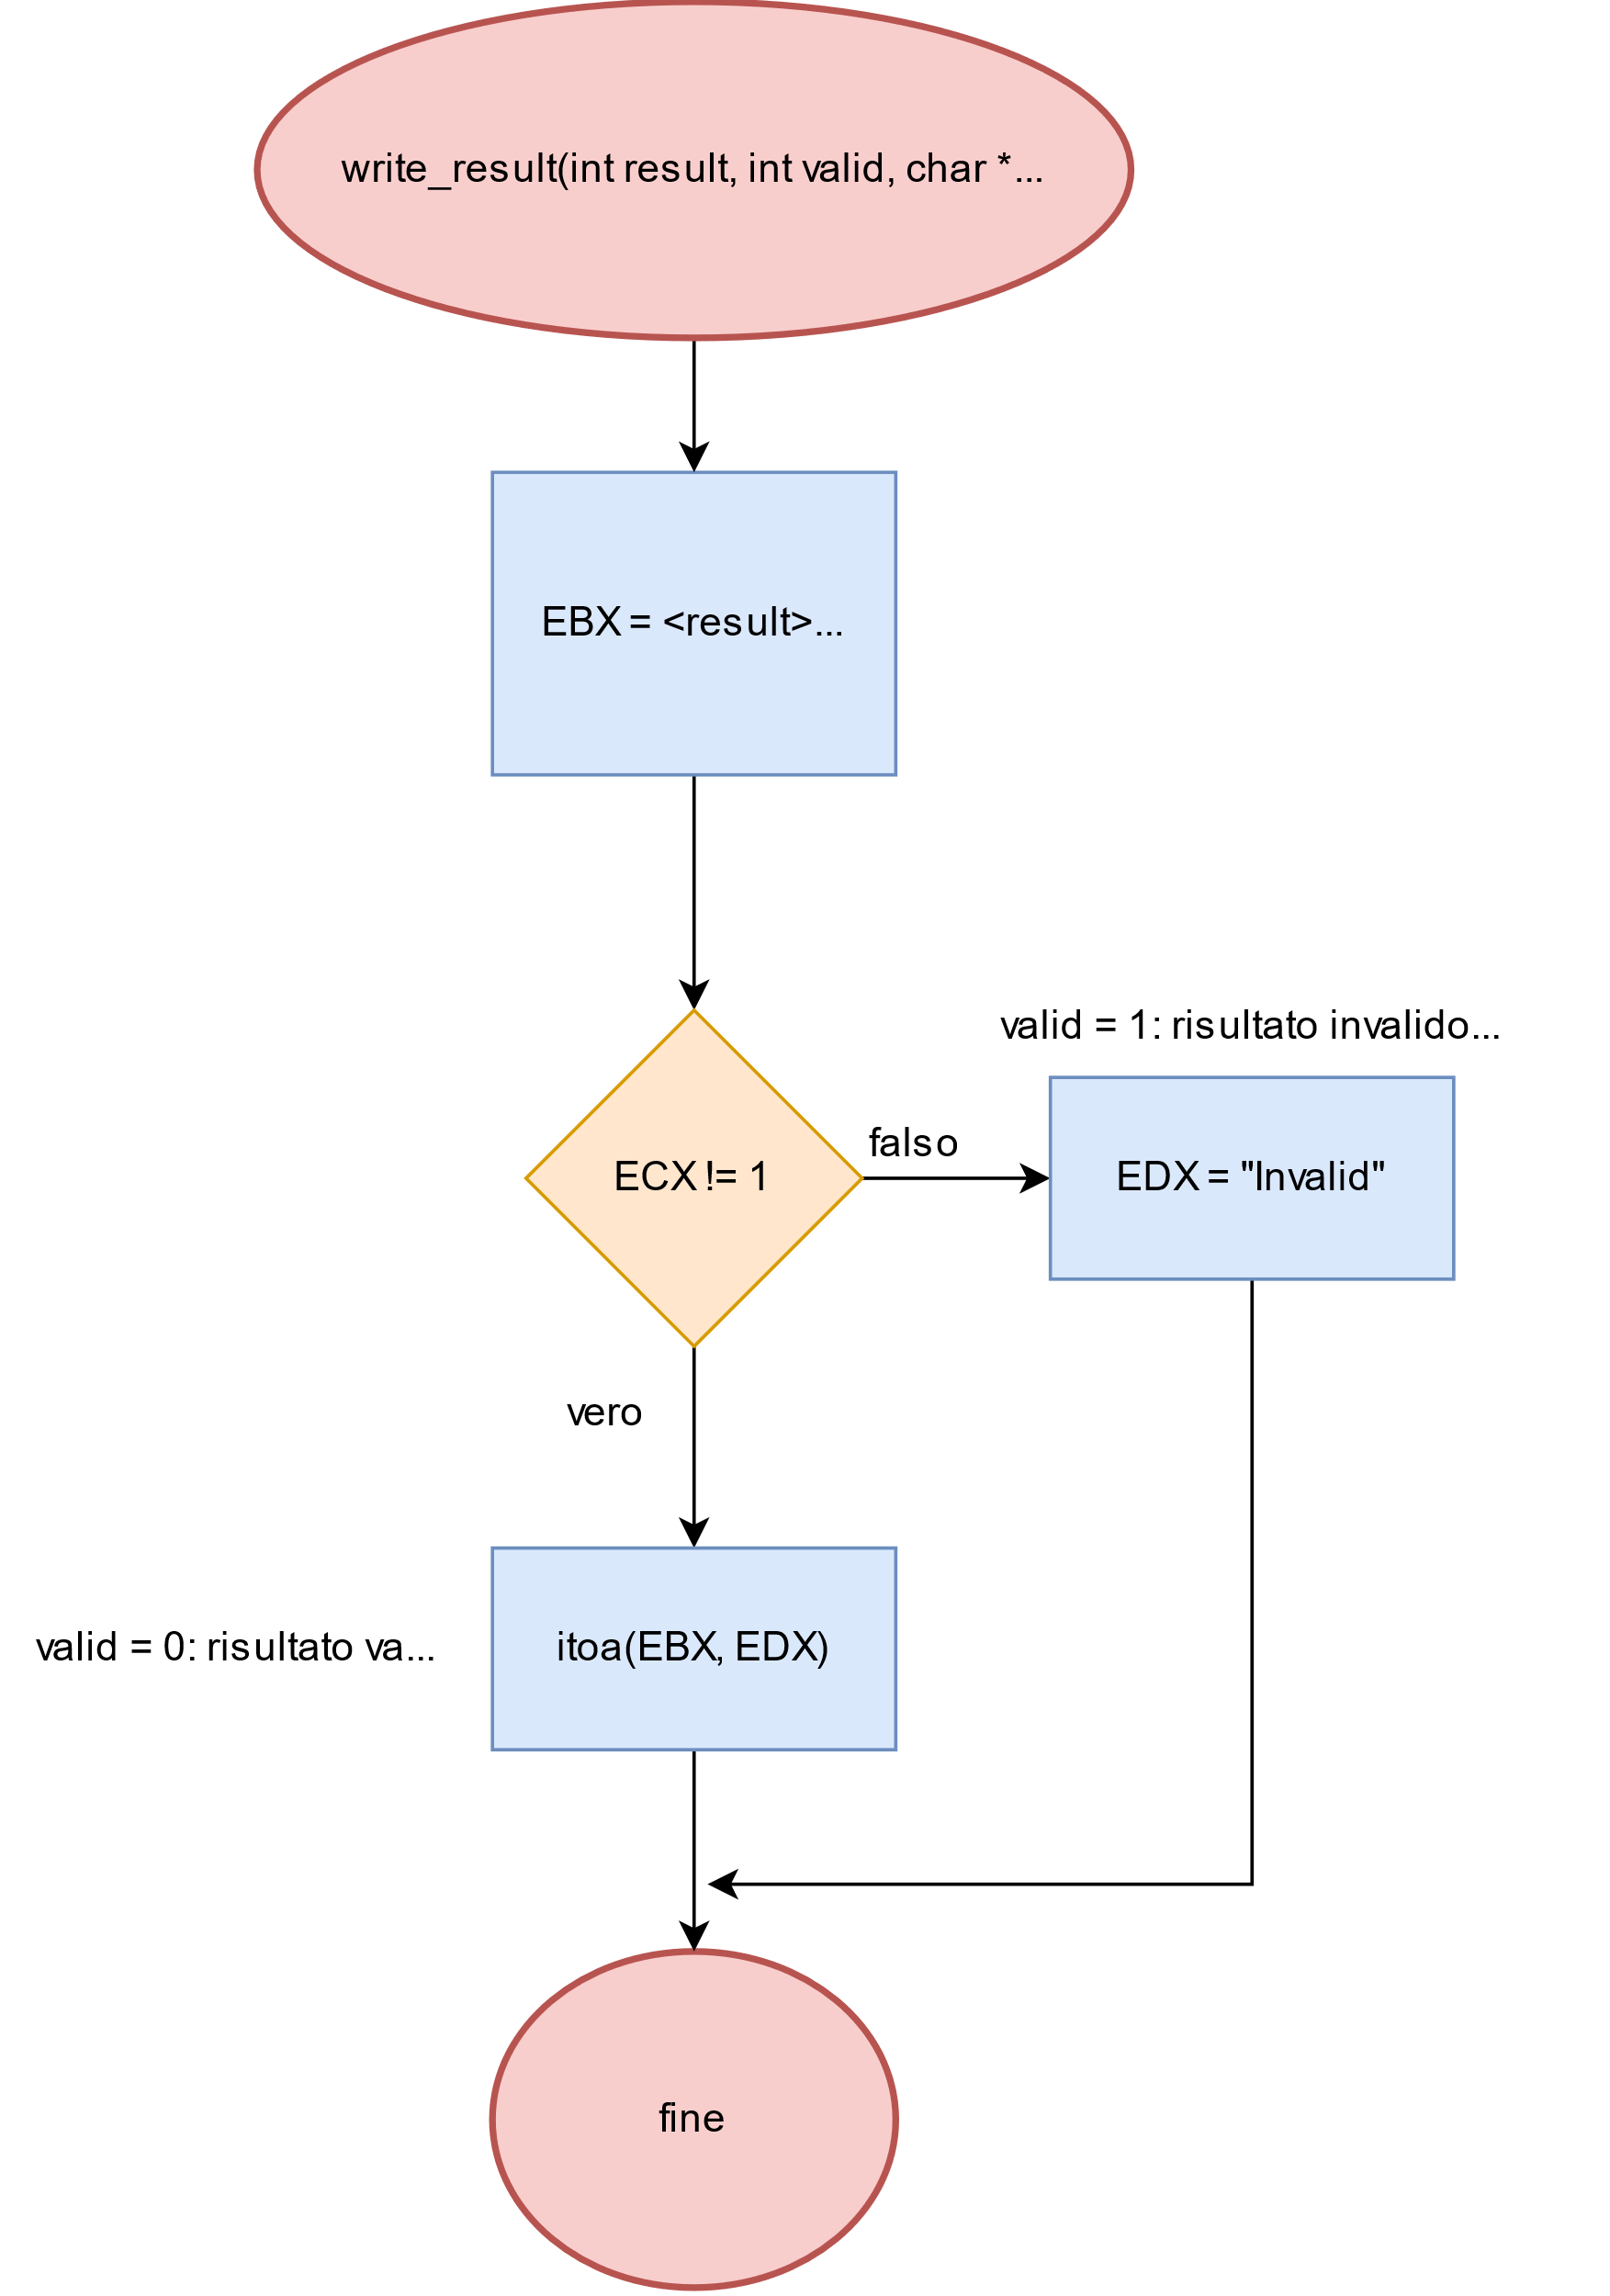 write_result(int result, int valid, char *...
EBX = <result>...
valid = 1: risultato invalido...
ECX != 1
falso
EDX = "Invalid"
vero
valid = 0: risultato va...
itoa(EBX, EDX)
fine